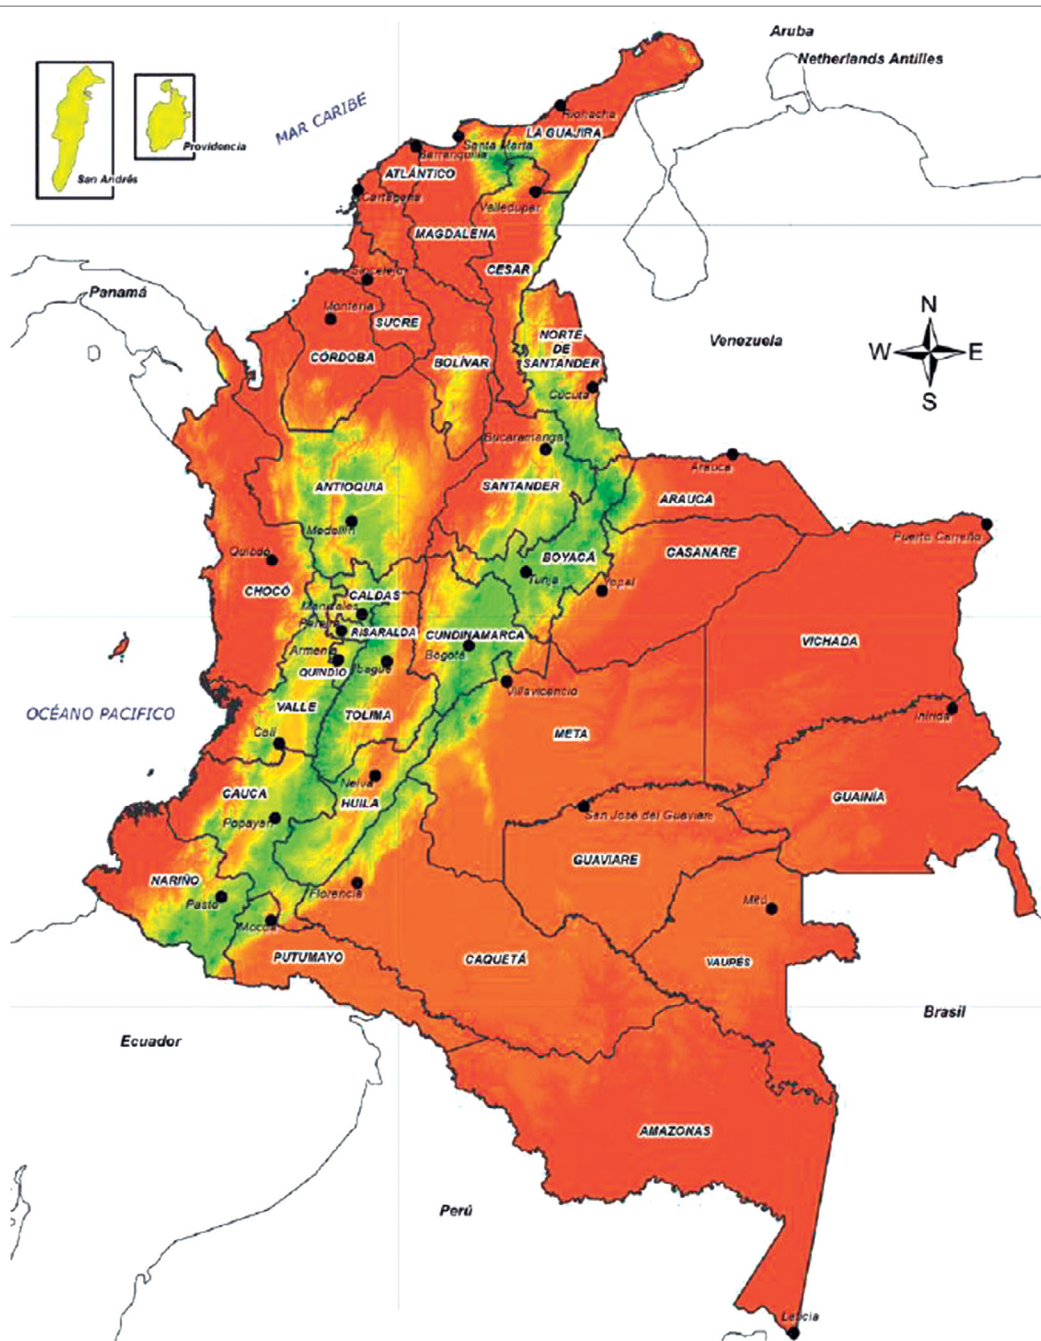 Aruba
Netherlands Antilles
MAR CARIBE
Providencia
San Andrés
Riohacha
LA GUAJIRA
Santa Marta
Barranquilla
ATLÁNTICO
Cartagena
Valledupar
MAGDALENA
CESAR
Sincelejo
Panamá
Montería
SUCRE
N
W
E
S
Venezuela
NORTE
DE
SANTANDER
CÓRDOBA
BOLÍVAR
Cúcuta
Bucaramanga
Arauca
ANTIOQUIA
SANTANDER
ARAUCA
Medellín
Puerto Carreño
Quibdó
BOYACÁ
CASANARE
Tunja
Yopal
CHOCÓ
CALDAS
Manizales
Pereira
RISARALDA
CUNDINAMARCA
VICHADA
Armenia
Bogotá
Ibagué
QUINDIO
Villavicencio
OCÉANO PACIFICO
VALLE
TOLIMA
Inírida
Cali
META
Neiva
CAUCA
HUILA
GUAINÍA
San José del Guaviare
Popayán
GUAVIARE
NARIÑO
Florencia
Pasto
Mitú
Mocoa
PUTUMAYO
CAQUETÁ
VAUPÉS
Brasil
Ecuador
AMAZONAS
Perú
Leticia